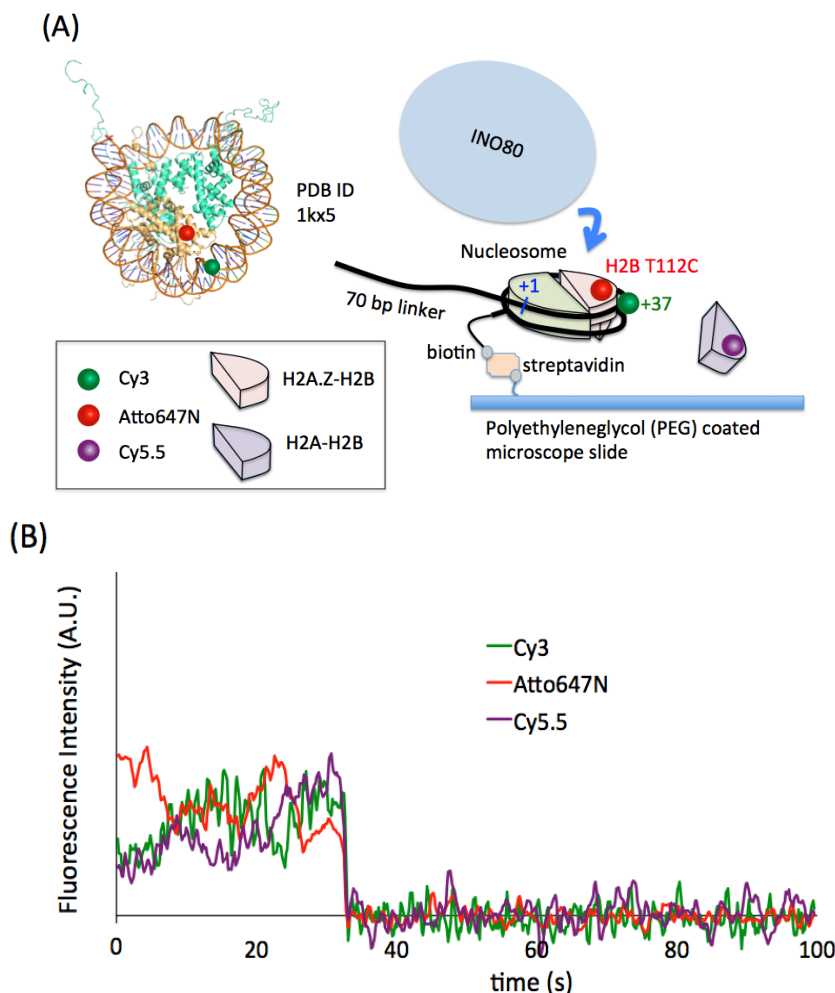 (A)
INO80
PDB ID
1kx5
Nucleosome
H2B T112C
+1
+37
70 bp linker
biotin
streptavidin
Polyethyleneglycol (PEG) coated
microscope slide
Cy3
H2A.Z-H2B
Atto647N
H2A-H2B
Cy5.5
(B)
Fluorescence Intensity (A.U.)
Cy3
Atto647N
Cy5.5
0 20 40 60 80 100
time (s)